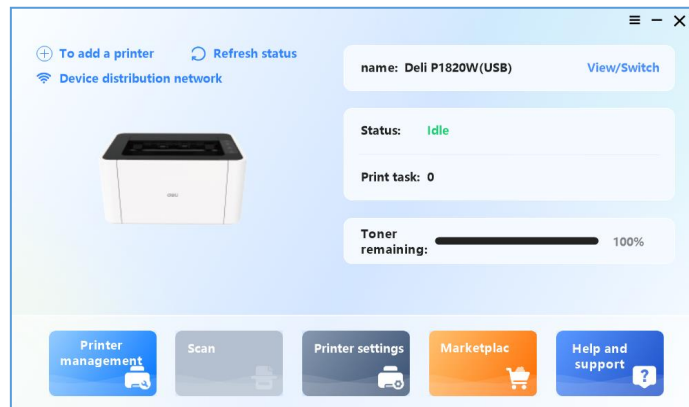 To add a printer
Refresh status
Device distribution network
name: Deli P1820W(USB)
View/Switch
Status: Idle
Print task: 0
Toner
remaining:
100%
deli
Printer
management
Scan
Printer settings
Marketplac
Help and
support